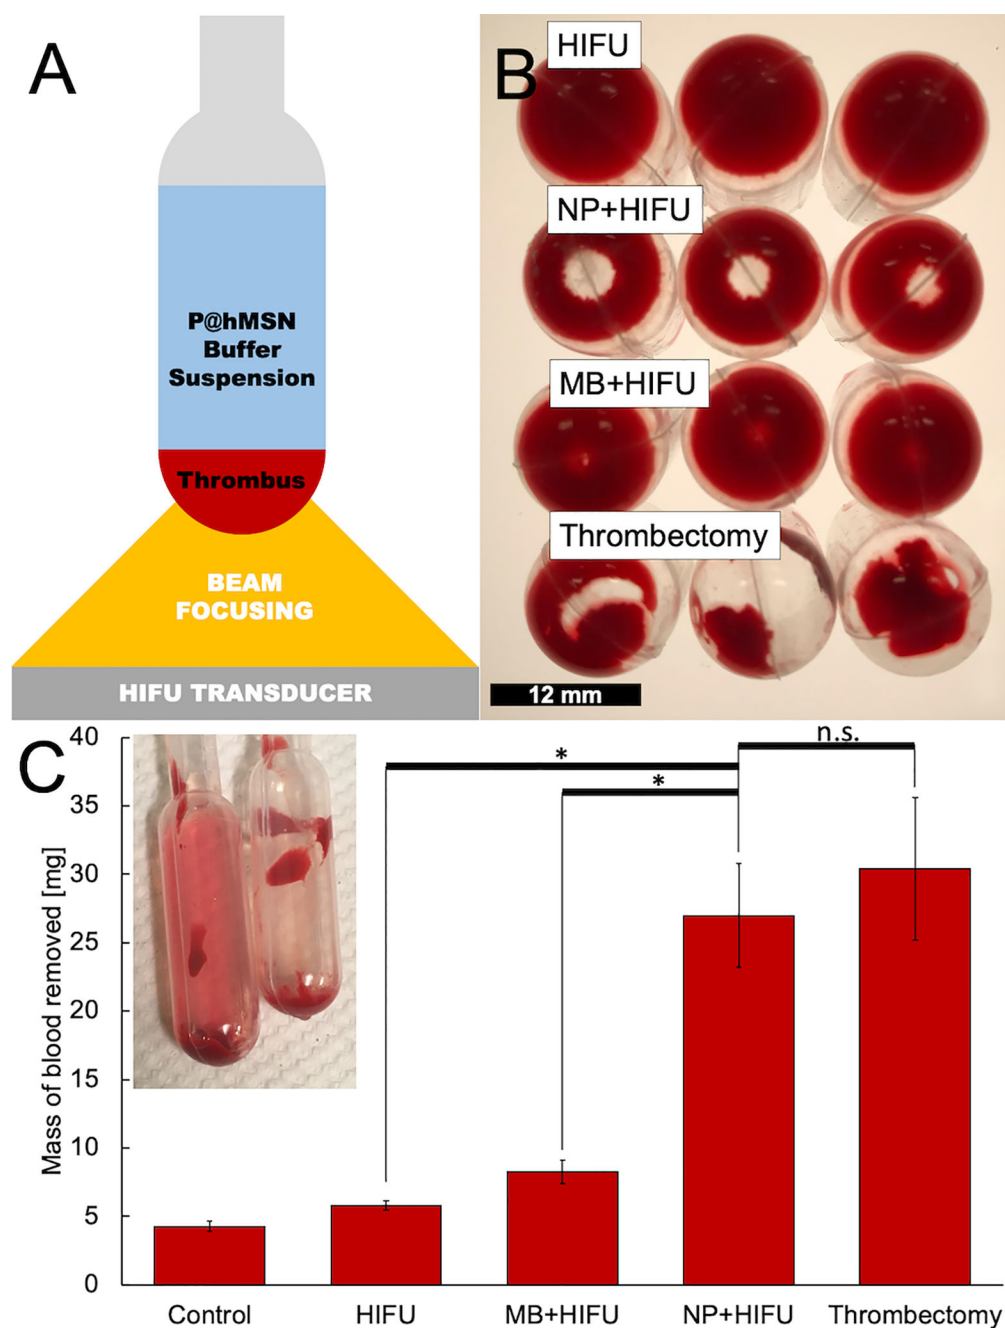 A
P@hMSN
Buffer
Suspension
Thrombus
BEAM
FOCUSING
HIFU TRANSDUCER
B
HIFU
NP+HIFU
MB+HIFU
Thrombectomy
12 mm
C
Mass of blood removed [mg]
40
35
30
25
20
15
10
5
0
*
*
n.s.
Control
HIFU
MB+HIFU
NP+HIFU
Thrombectomy